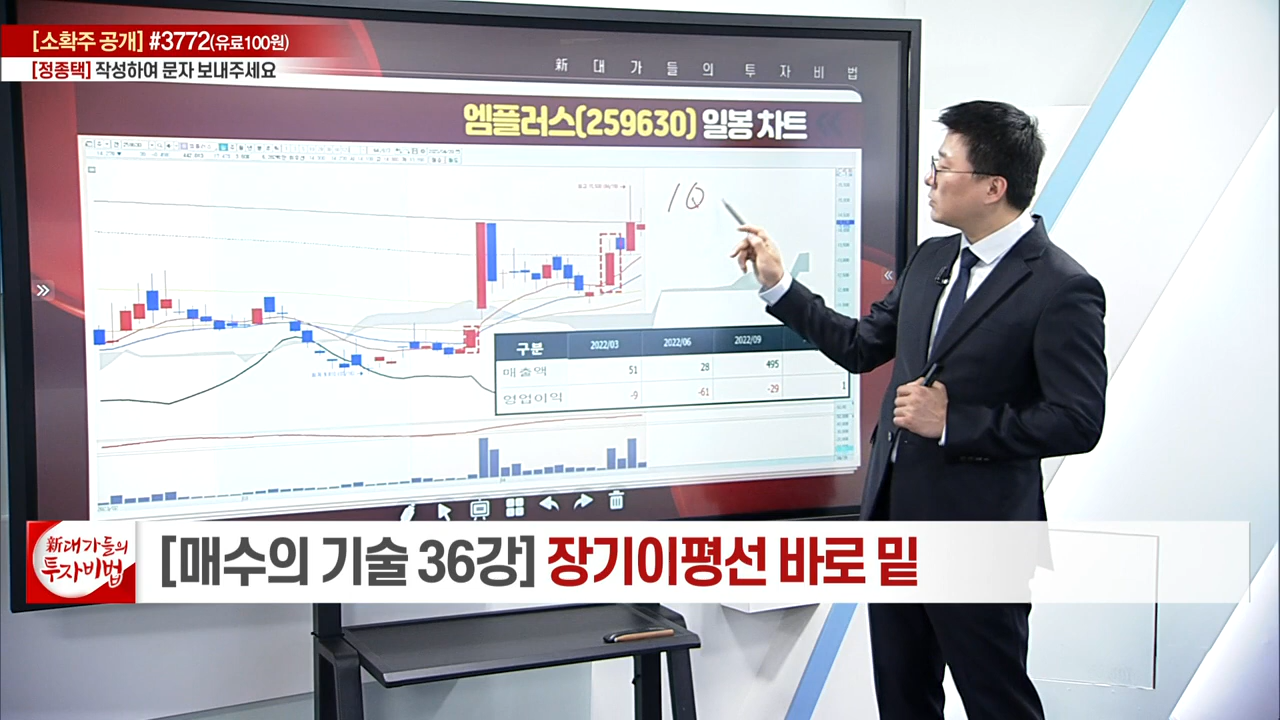 [소확주 공개] #3772(유료100원)
[정종택] 작성하여 문자 보내주세요
新 대 가 들 의 투 자 비 법
엠플러스(259630) 일봉 차트
1Q
구분 2022/03 2022/06 2022/09
매출액 51 28 495
영업이익 -9 -61 -29 1
新대가들의
투자비법
[매수의 기술 36강] 장기이평선 바로 밑